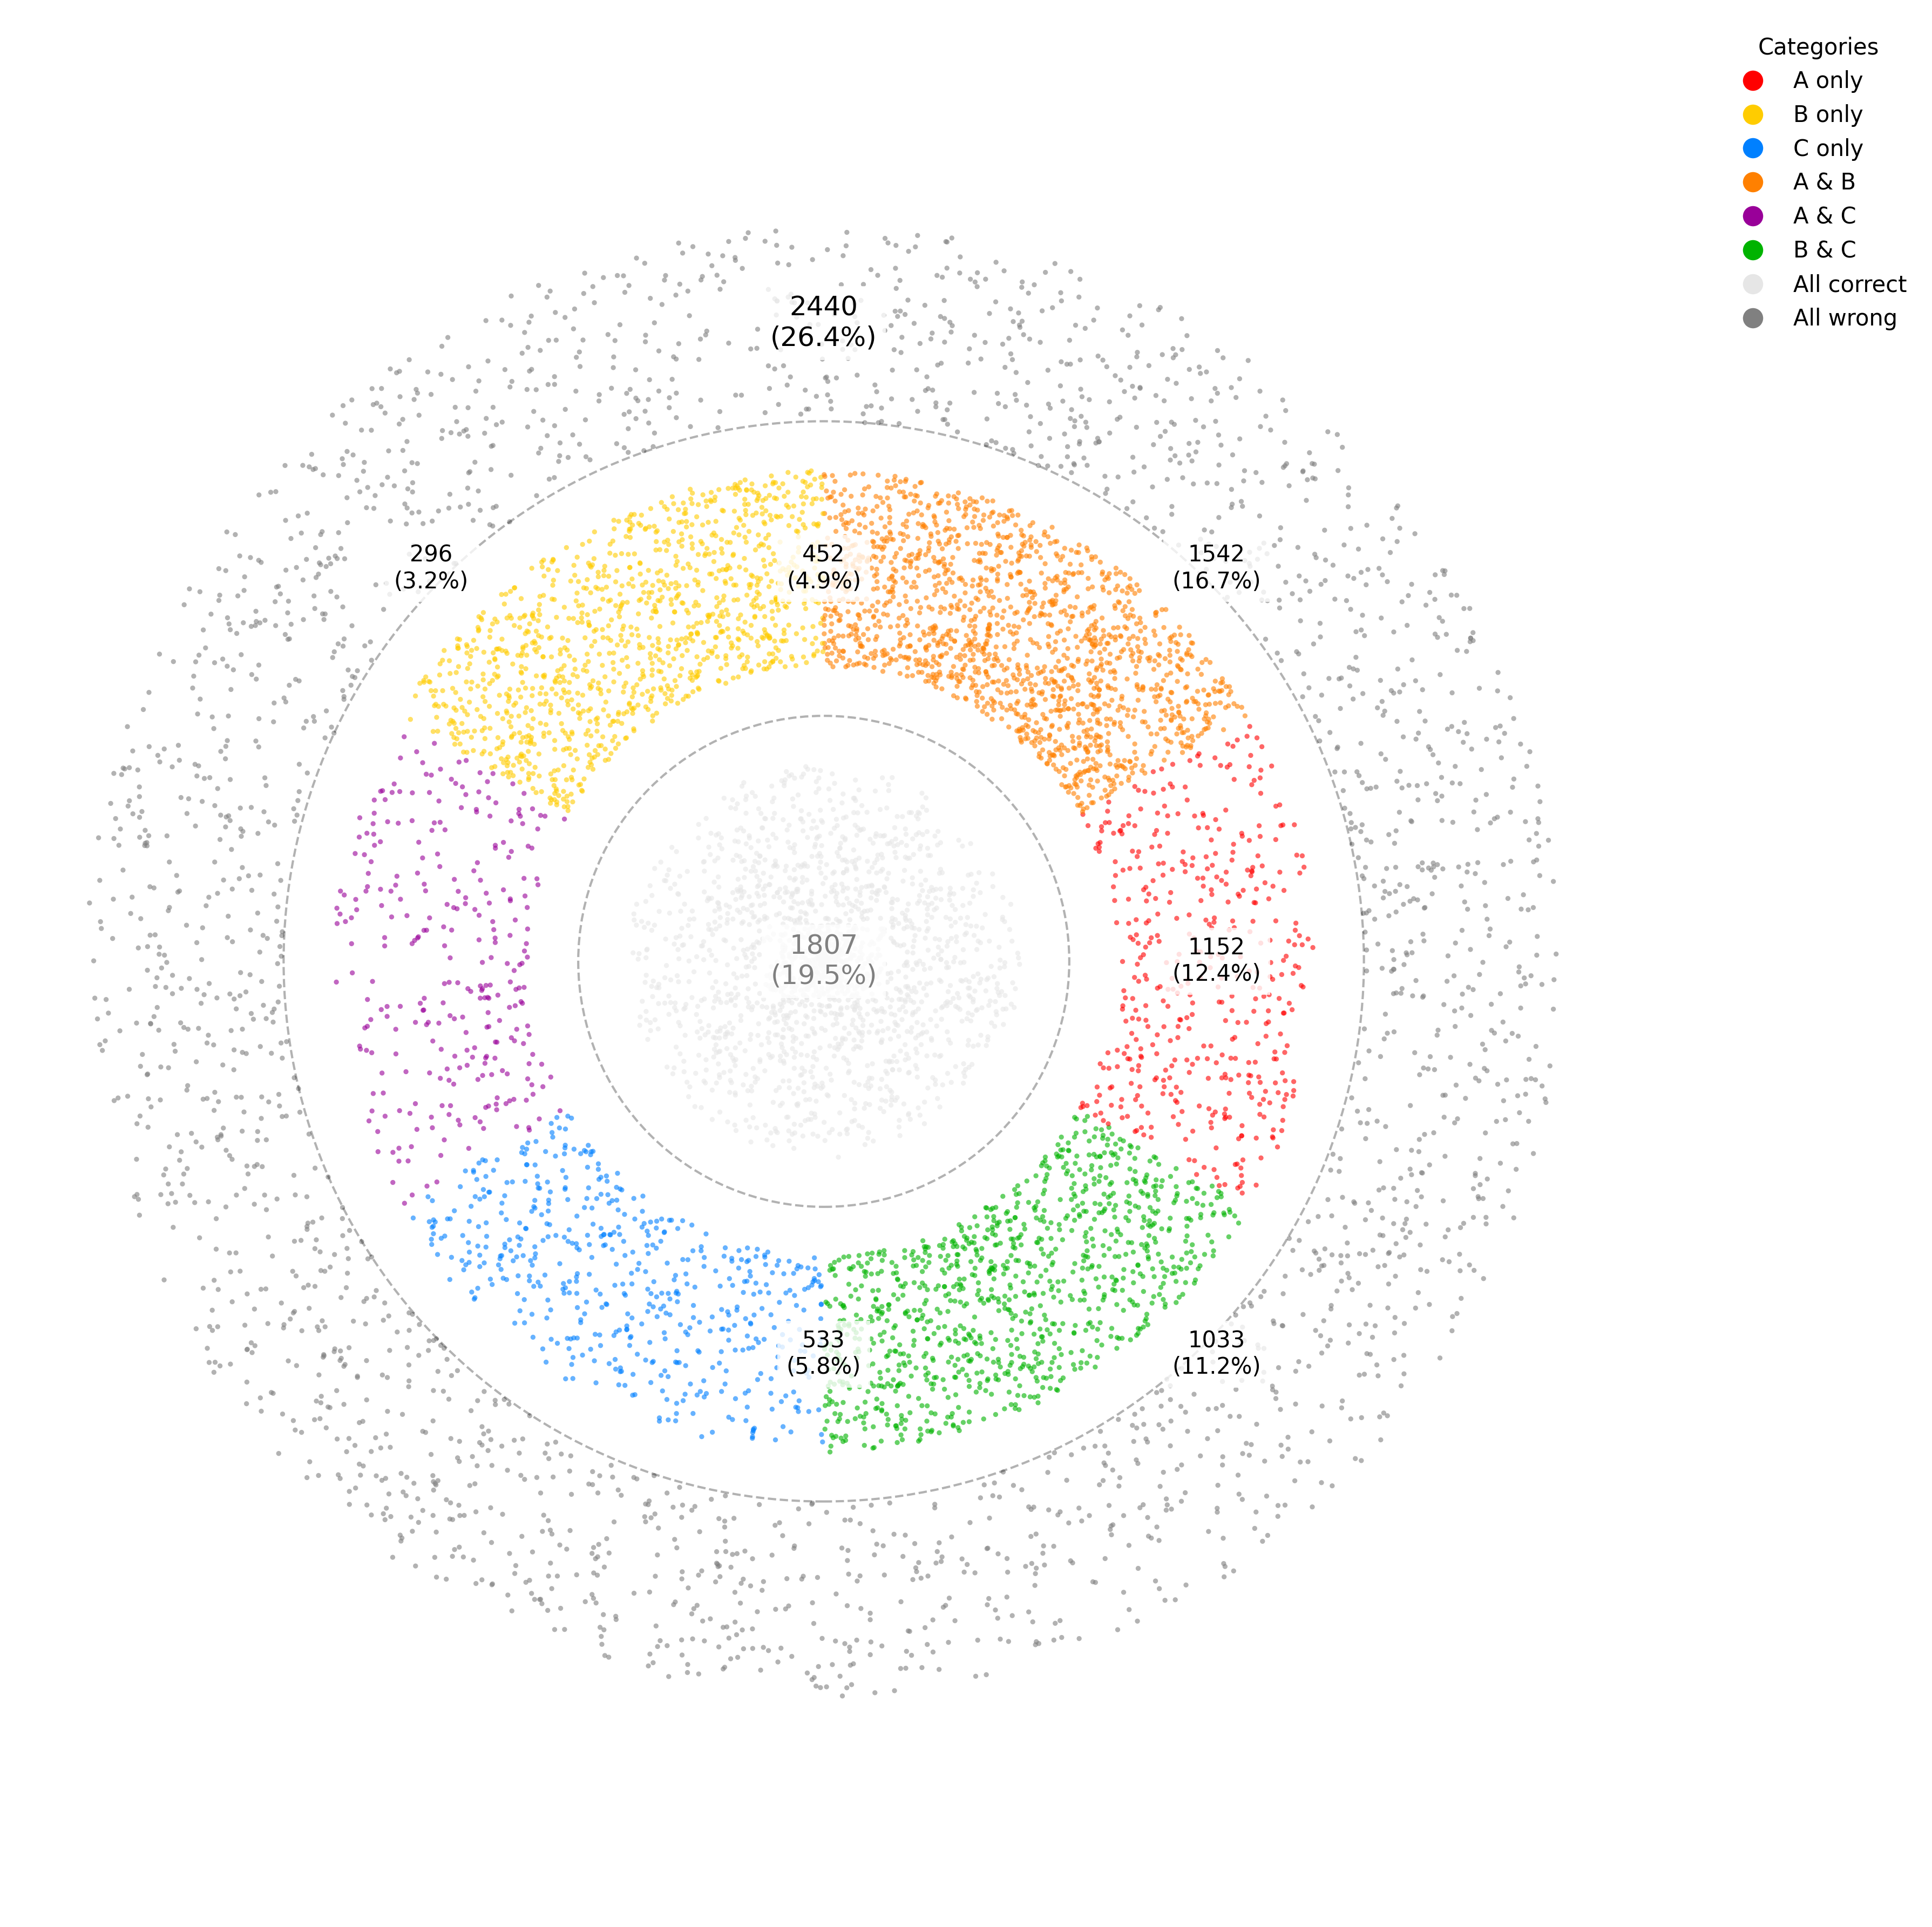 Categories
A only
B only
C only
A & B
A & C
B & C
All correct
All wrong
2440
(26.4%)
296
(3.2%)
452
(4.9%)
1542
(16.7%)
1807
(19.5%)
1152
(12.4%)
533
(5.8%)
1033
(11.2%)